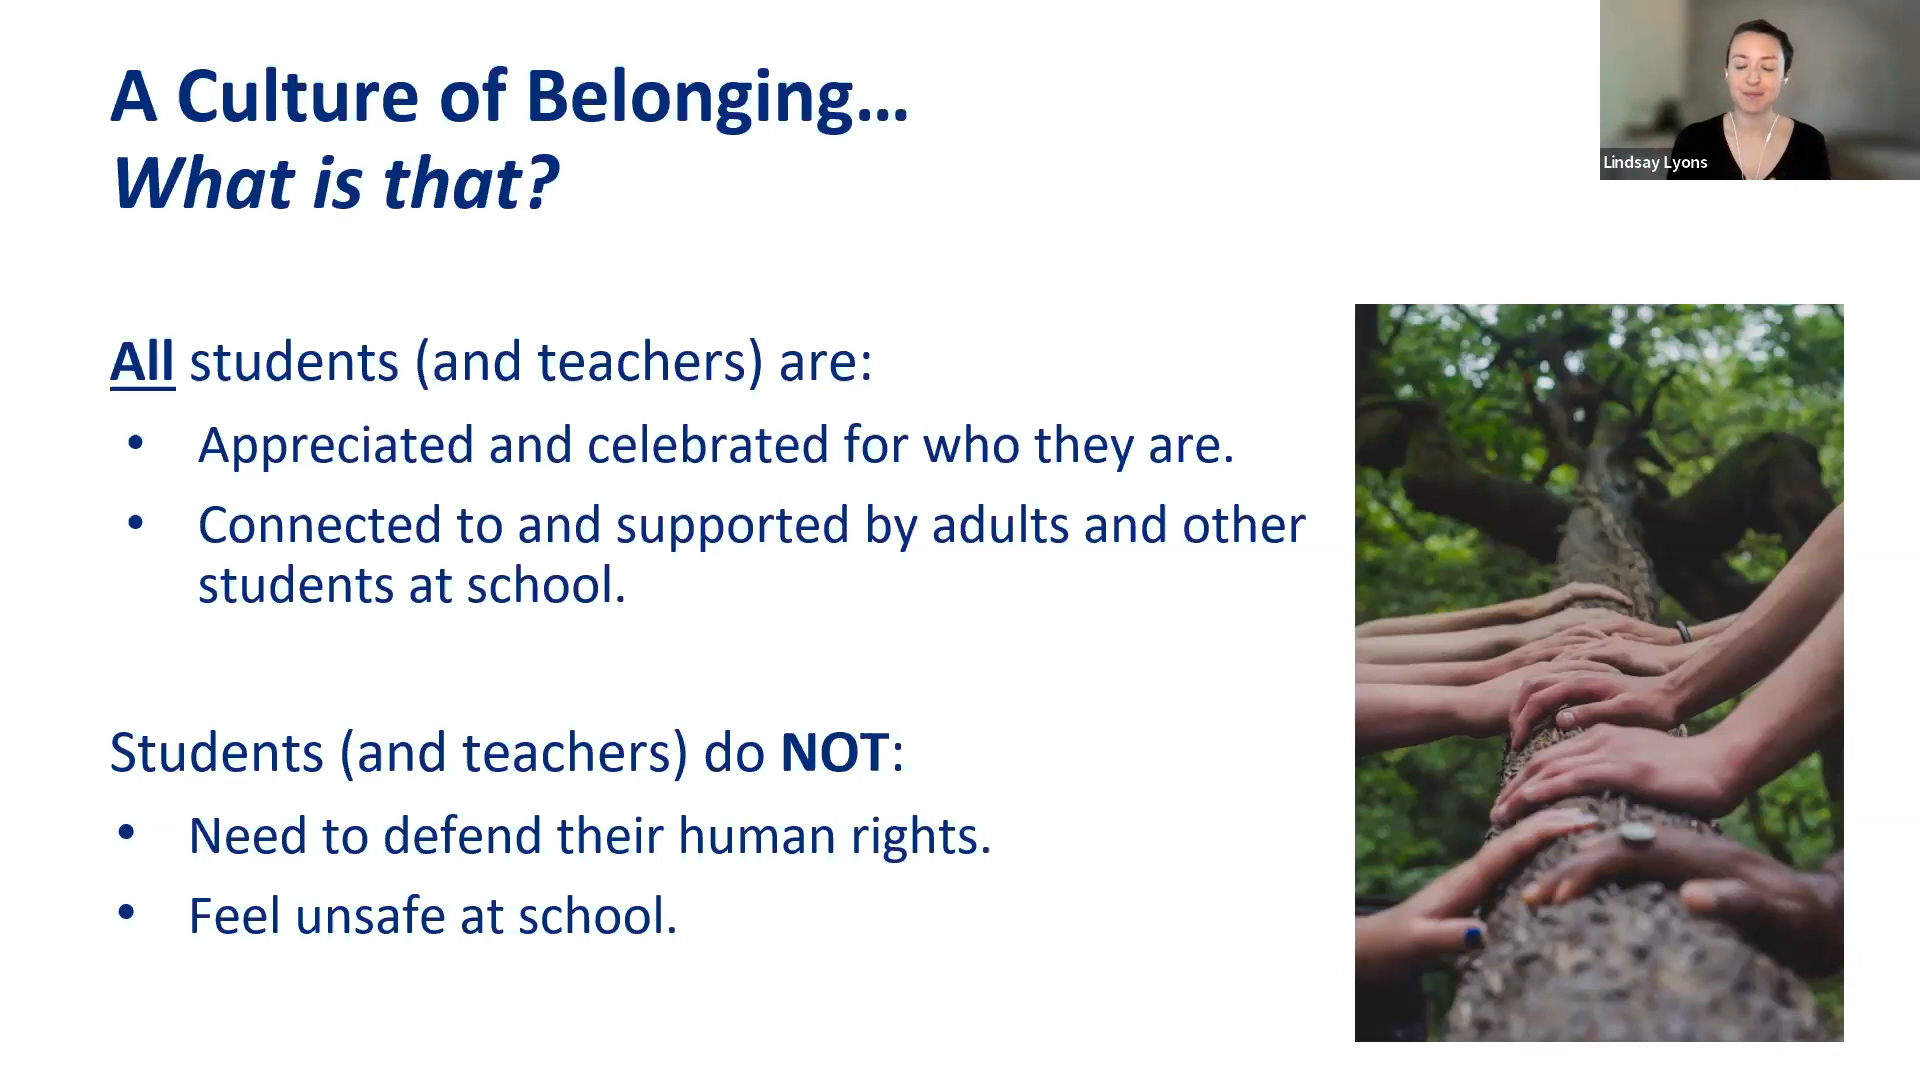 A Culture of Belonging...
What is that?
Lindsay Lyons
All students (and teachers) are:
• Appreciated and celebrated for who they are.
• Connected to and supported by adults and other
students at school.
Students (and teachers) do NOT:
• Need to defend their human rights.
• Feel unsafe at school.